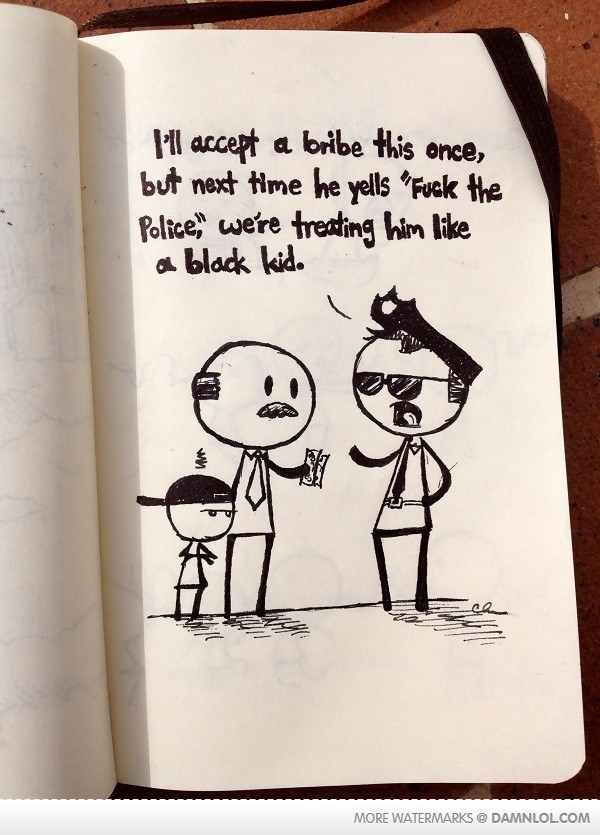 I'll accept a bribe this once,
but next time he yells "Fuck the
Police," we're treating him like
a black kid.
MORE WATERMARKS @ DAMNLOL.COM